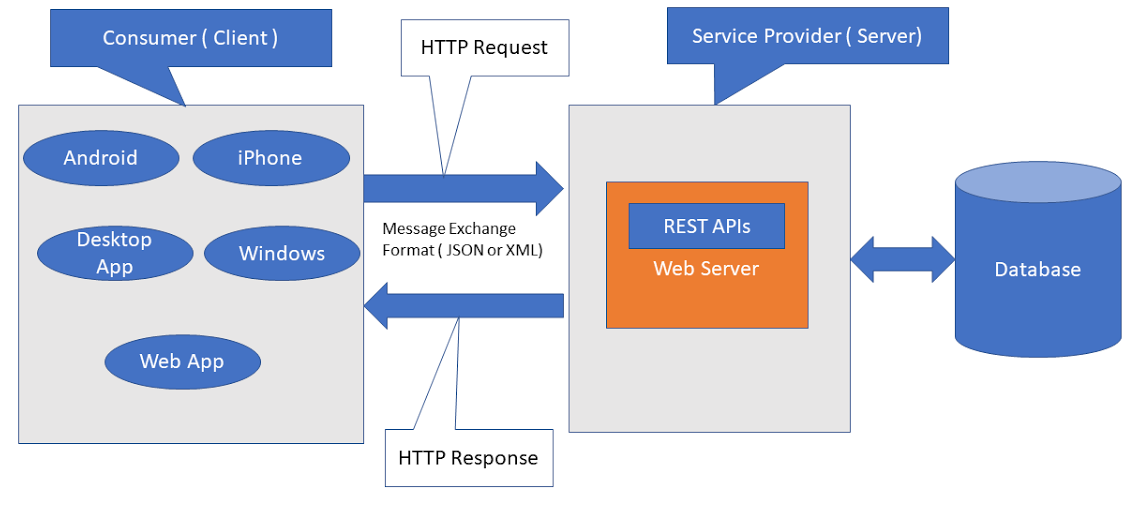 Consumer ( Client )
HTTP Request
Service Provider ( Server)
Android
iPhone
Desktop
App
Windows
Web App
Message Exchange
Format ( JSON or XML)
HTTP Response
REST APIs
Web Server
Database